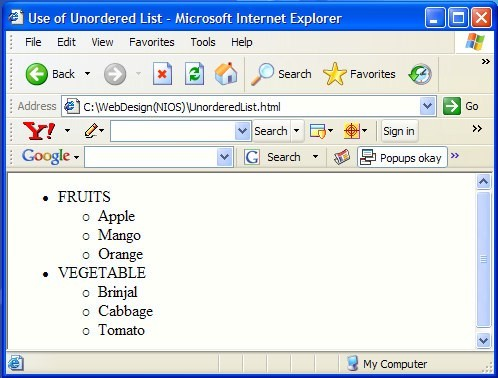 Use of Unordered List - Microsoft Internet Explorer
File Edit View Favorites Tools Help
Back Search Favorites
Address C:\WebDesign(NIOS)\UnorderedList.html Go
Y! Search Sign in
Google G Search Popups okay
FRUITS
Apple
Mango
Orange
VEGETABLE
Brinjal
Cabbage
Tomato
My Computer